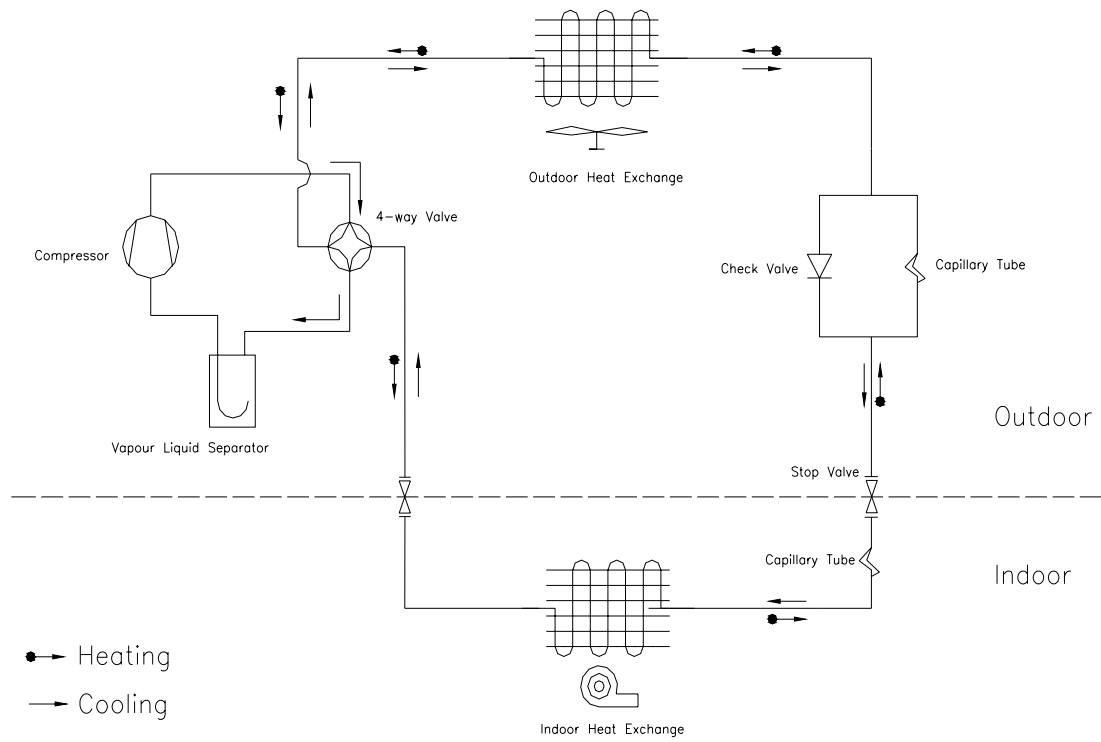 Outdoor Heat Exchange
4-way Valve
Compressor
Check Valve
Capillary Tube
Vapour Liquid Separator
Outdoor
Stop Valve
Capillary Tube
Indoor
Heating
Cooling
Indoor Heat Exchange